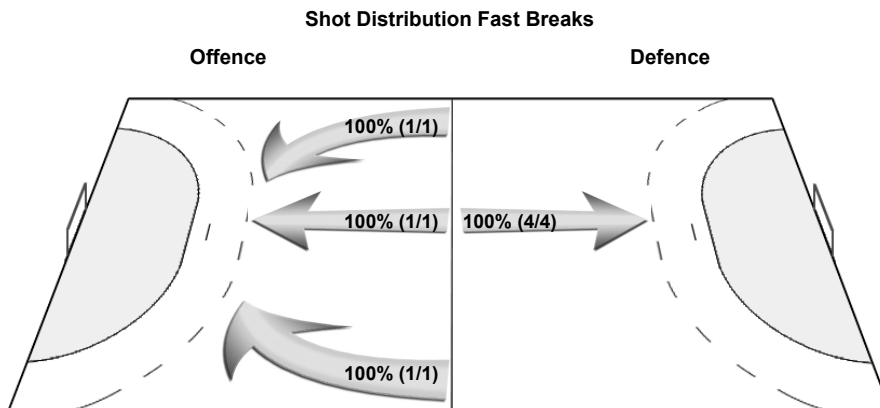 Shot Distribution Fast Breaks
Offence
Defence
100% (1/1)
100% (1/1)
100% (4/4)
100% (1/1)